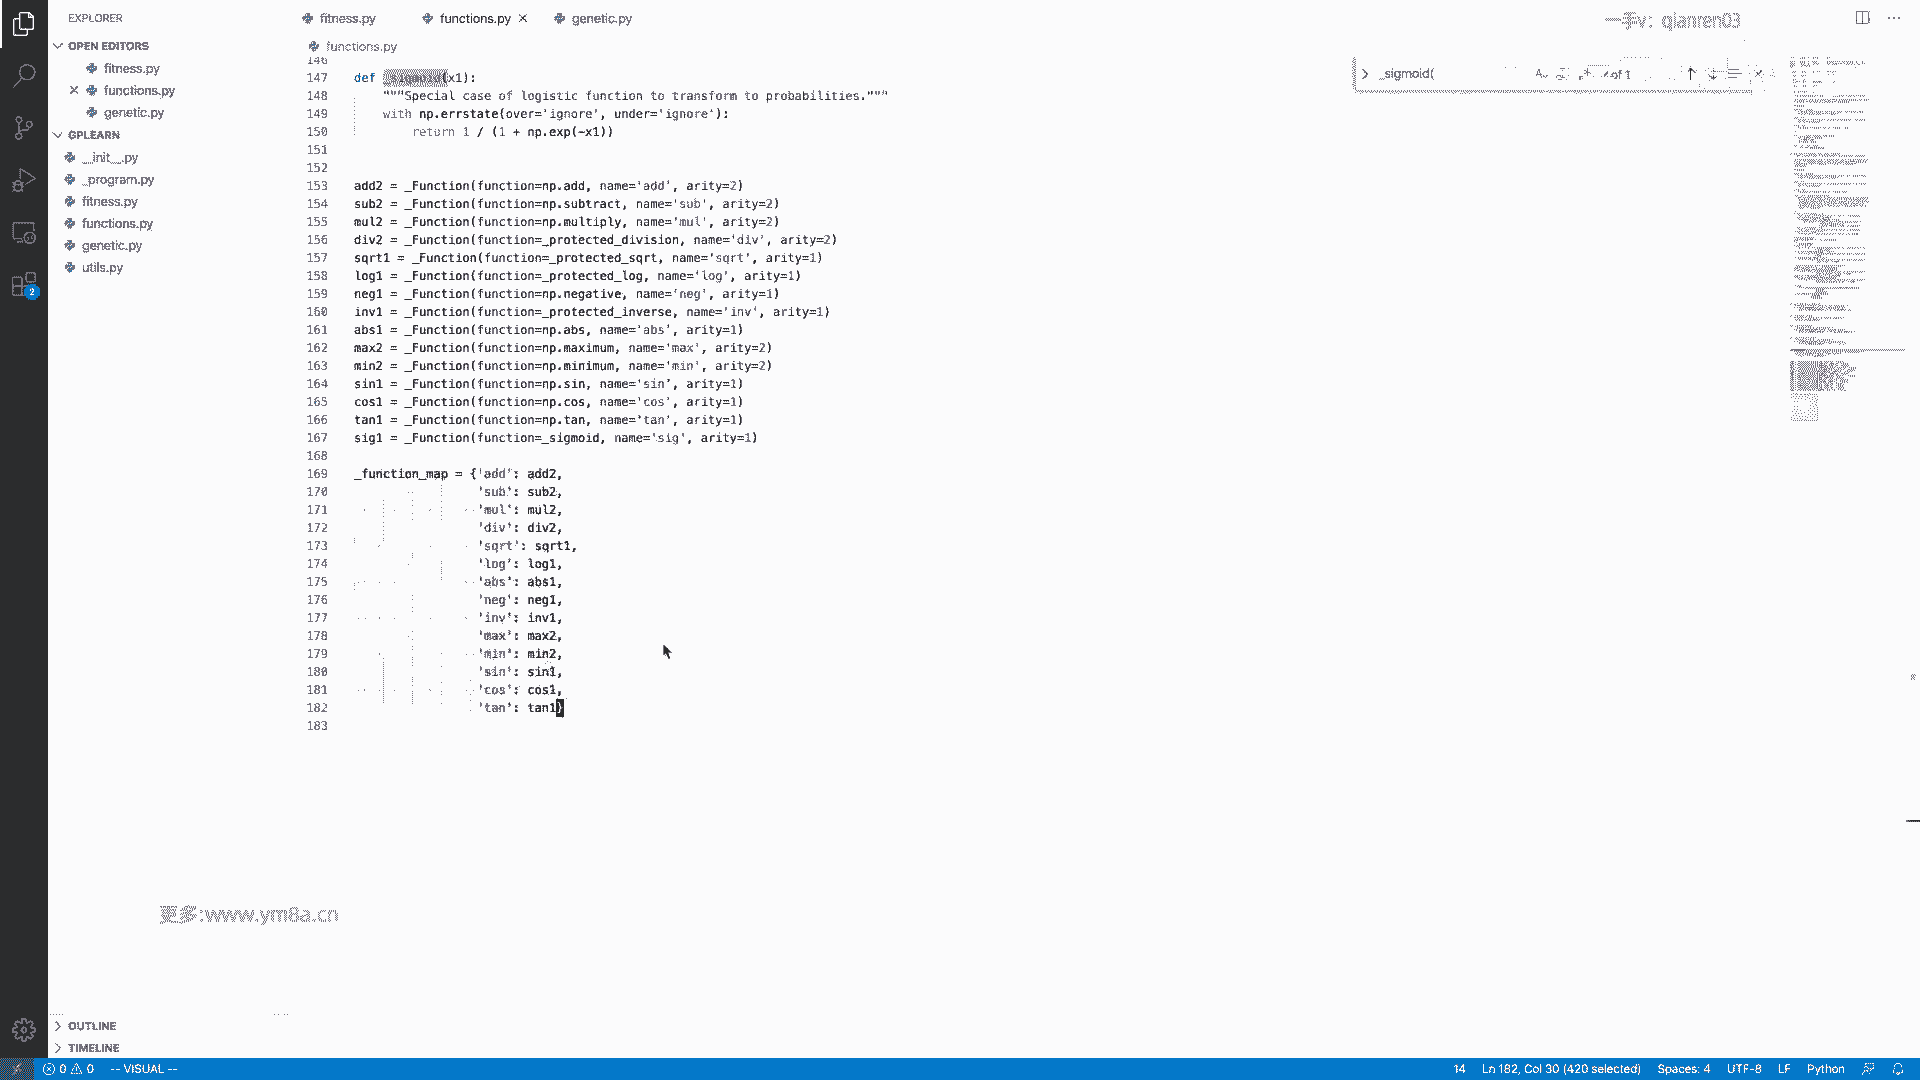 EXPLORER
OPEN EDITORS
fitness.py
functions.py
genetic.py
GPLEARN
__init__.py
_program.py
fitness.py
functions.py
genetic.py
utils.py
OUTLINE
TIMELINE
2
fitness.py functions.py genetic.py
qianren03
functions.py
_sigmoid(
of 1
146
147 def _sigmoid(x1):
148 """Special case of logistic function to transform to probabilities."""
149 with np.errstate(over='ignore', under='ignore'):
150 return 1 / (1 + np.exp(-x1))
151
152
153 add2 = _Function(function=np.add, name='add', arity=2)
154 sub2 = _Function(function=np.subtract, name='sub', arity=2)
155 mul2 = _Function(function=np.multiply, name='mul', arity=2)
156 div2 = _Function(function=_protected_division, name='div', arity=2)
157 sqrt1 = _Function(function=_protected_sqrt, name='sqrt', arity=1)
158 log1 = _Function(function=_protected_log, name='log', arity=1)
159 neg1 = _Function(function=np.negative, name='neg', arity=1)
160 inv1 = _Function(function=_protected_inverse, name='inv', arity=1)
161 abs1 = _Function(function=np.abs, name='abs', arity=1)
162 max2 = _Function(function=np.maximum, name='max', arity=2)
163 min2 = _Function(function=np.minimum, name='min', arity=2)
164 sin1 = _Function(function=np.sin, name='sin', arity=1)
165 cos1 = _Function(function=np.cos, name='cos', arity=1)
166 tan1 = _Function(function=np.tan, name='tan', arity=1)
167 sig1 = _Function(function=_sigmoid, name='sig', arity=1)
168
169 _function_map = {'add': add2,
170 'sub': sub2,
171 'mul': mul2,
172 'div': div2,
173 'sqrt': sqrt1,
174 'log': log1,
175 'abs': abs1,
176 'neg': neg1,
177 'inv': inv1,
178 'max': max2,
179 'min': min2,
180 'sin': sin1,
181 'cos': cos1,
182 'tan': tan1}
183
更多:www.ym8a.cn
0 0 -- VISUAL --
14 Ln 182, Col 30 (420 selected) Spaces: 4 UTF-8 LF Python